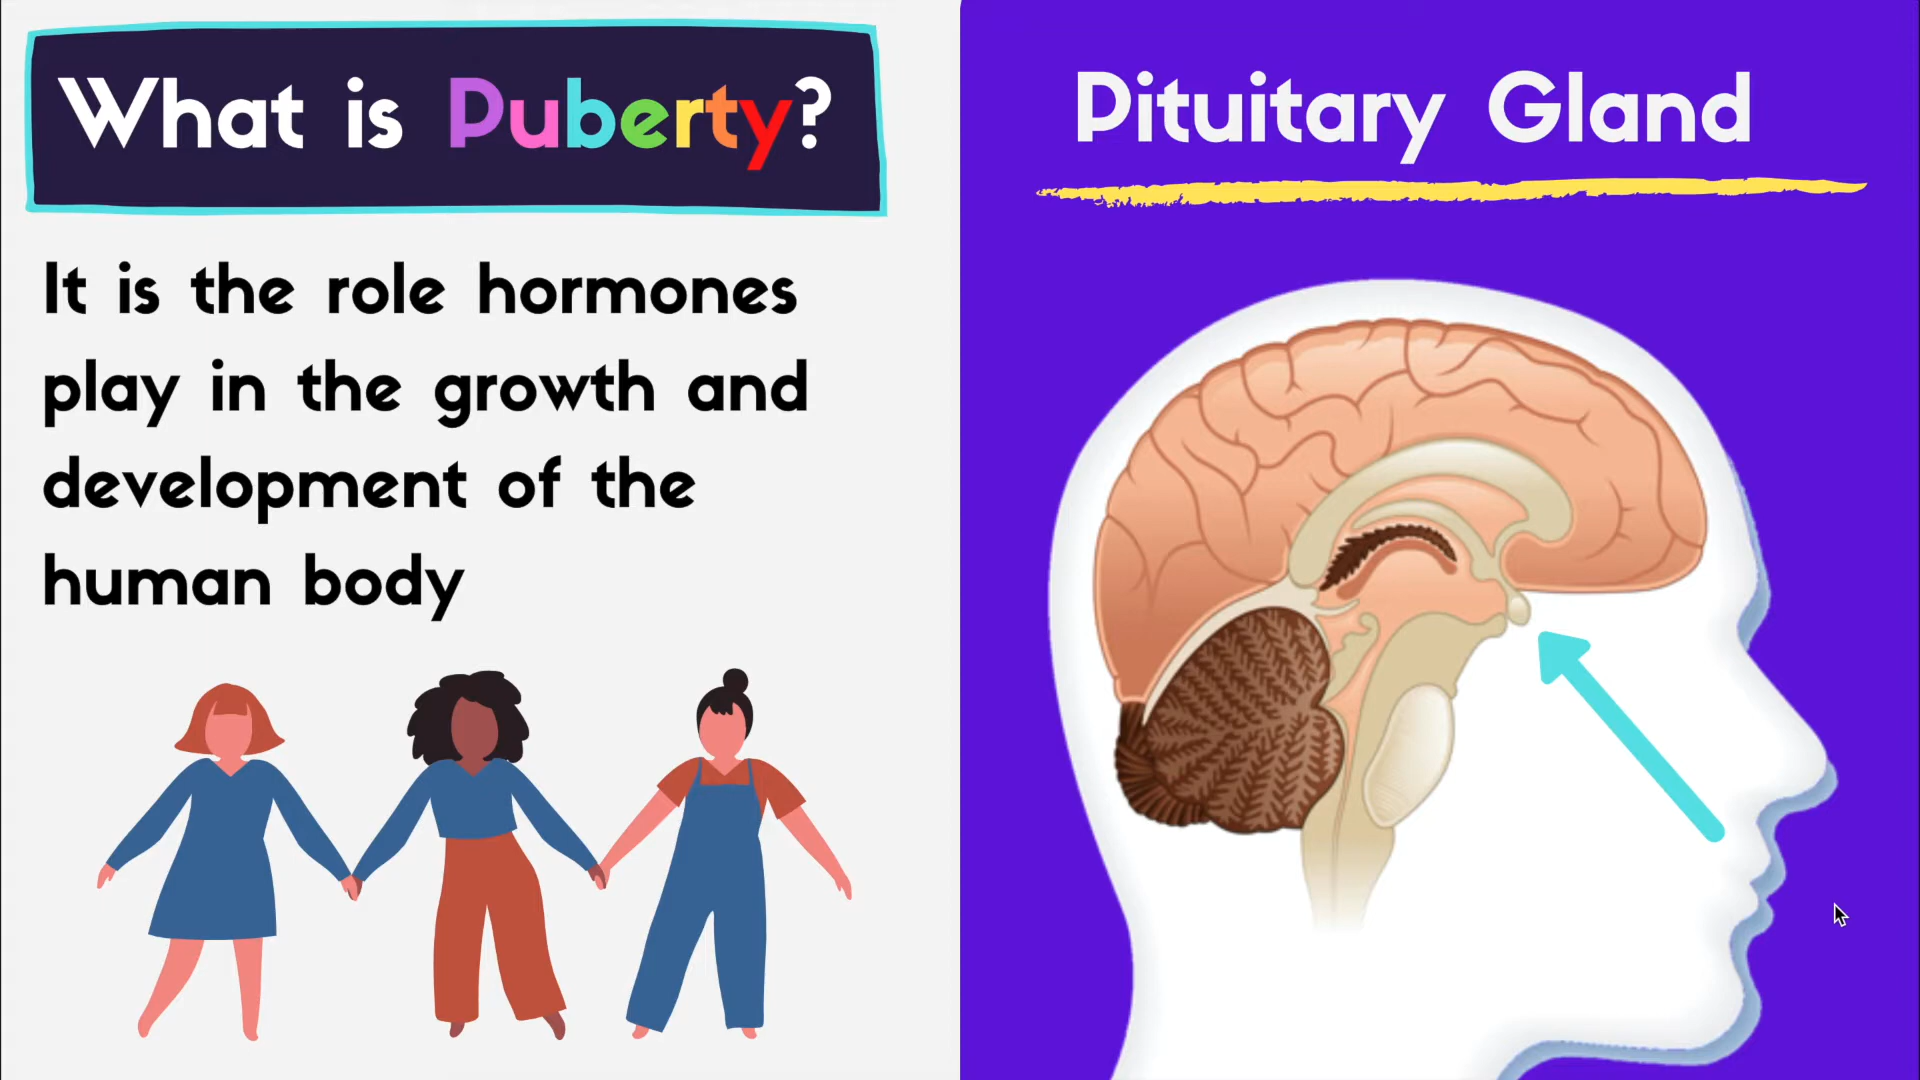 What is Puberty?
It is the role hormones
play in the growth and
development of the
human body
Pituitary Gland